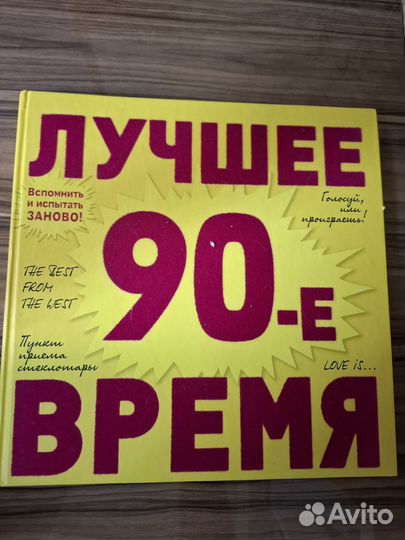 ЛУЧШЕЕ
Вспомнить
и испытать
ЗАНОВО!
Голосуй,
или
проиграешь!
90-Е
THE BEST
FROM
THE WEST
Пункт
приема
стеклотары
LOVE is...
ВРЕМЯ
Avito